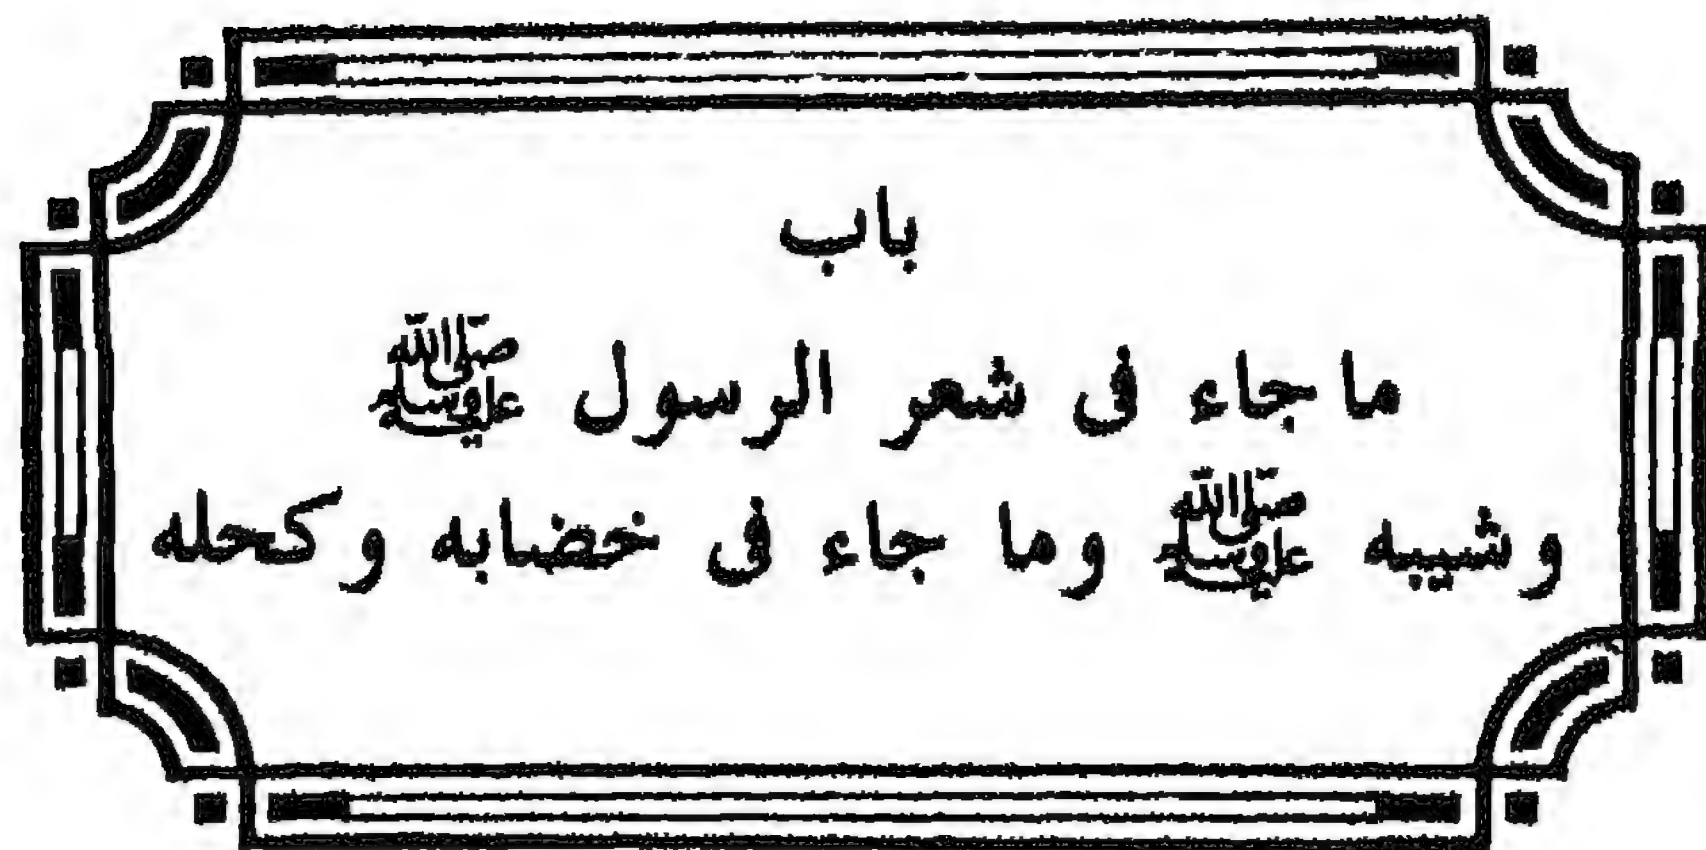 باب
ما جاء فى شعر الرسول ﷺ
وشيبه ﷺ وما جاء فى خضابه وكحله